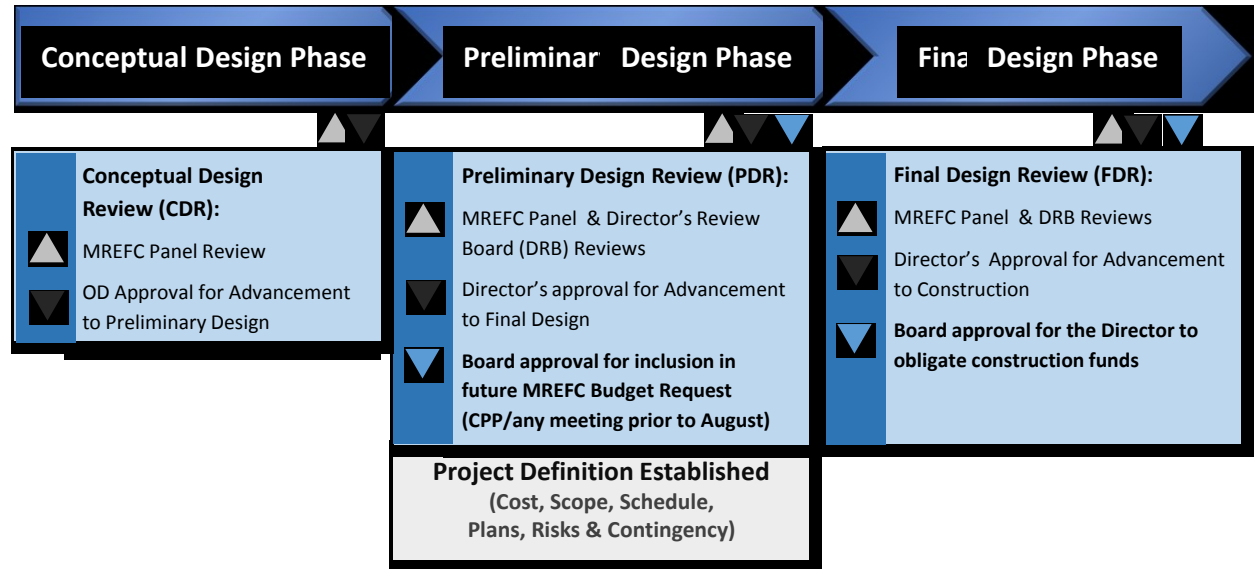 Conceptual Design Phase
Preliminar Design Phase
Fina Design Phase
Conceptual Design
Review (CDR):
MREFC Panel Review
OD Approval for Advancement
to Preliminary Design
Preliminary Design Review (PDR):
MREFC Panel & Director's Review
Board (DRB) Reviews
Director's approval for Advancement
to Final Design
Board approval for inclusion in
future MREFC Budget Request
(CPP/any meeting prior to August)
Project Definition Established
(Cost, Scope, Schedule,
Plans, Risks & Contingency)
Final Design Review (FDR):
MREFC Panel & DRB Reviews
Director's Approval for Advancement
to Construction
Board approval for the Director to
obligate construction funds